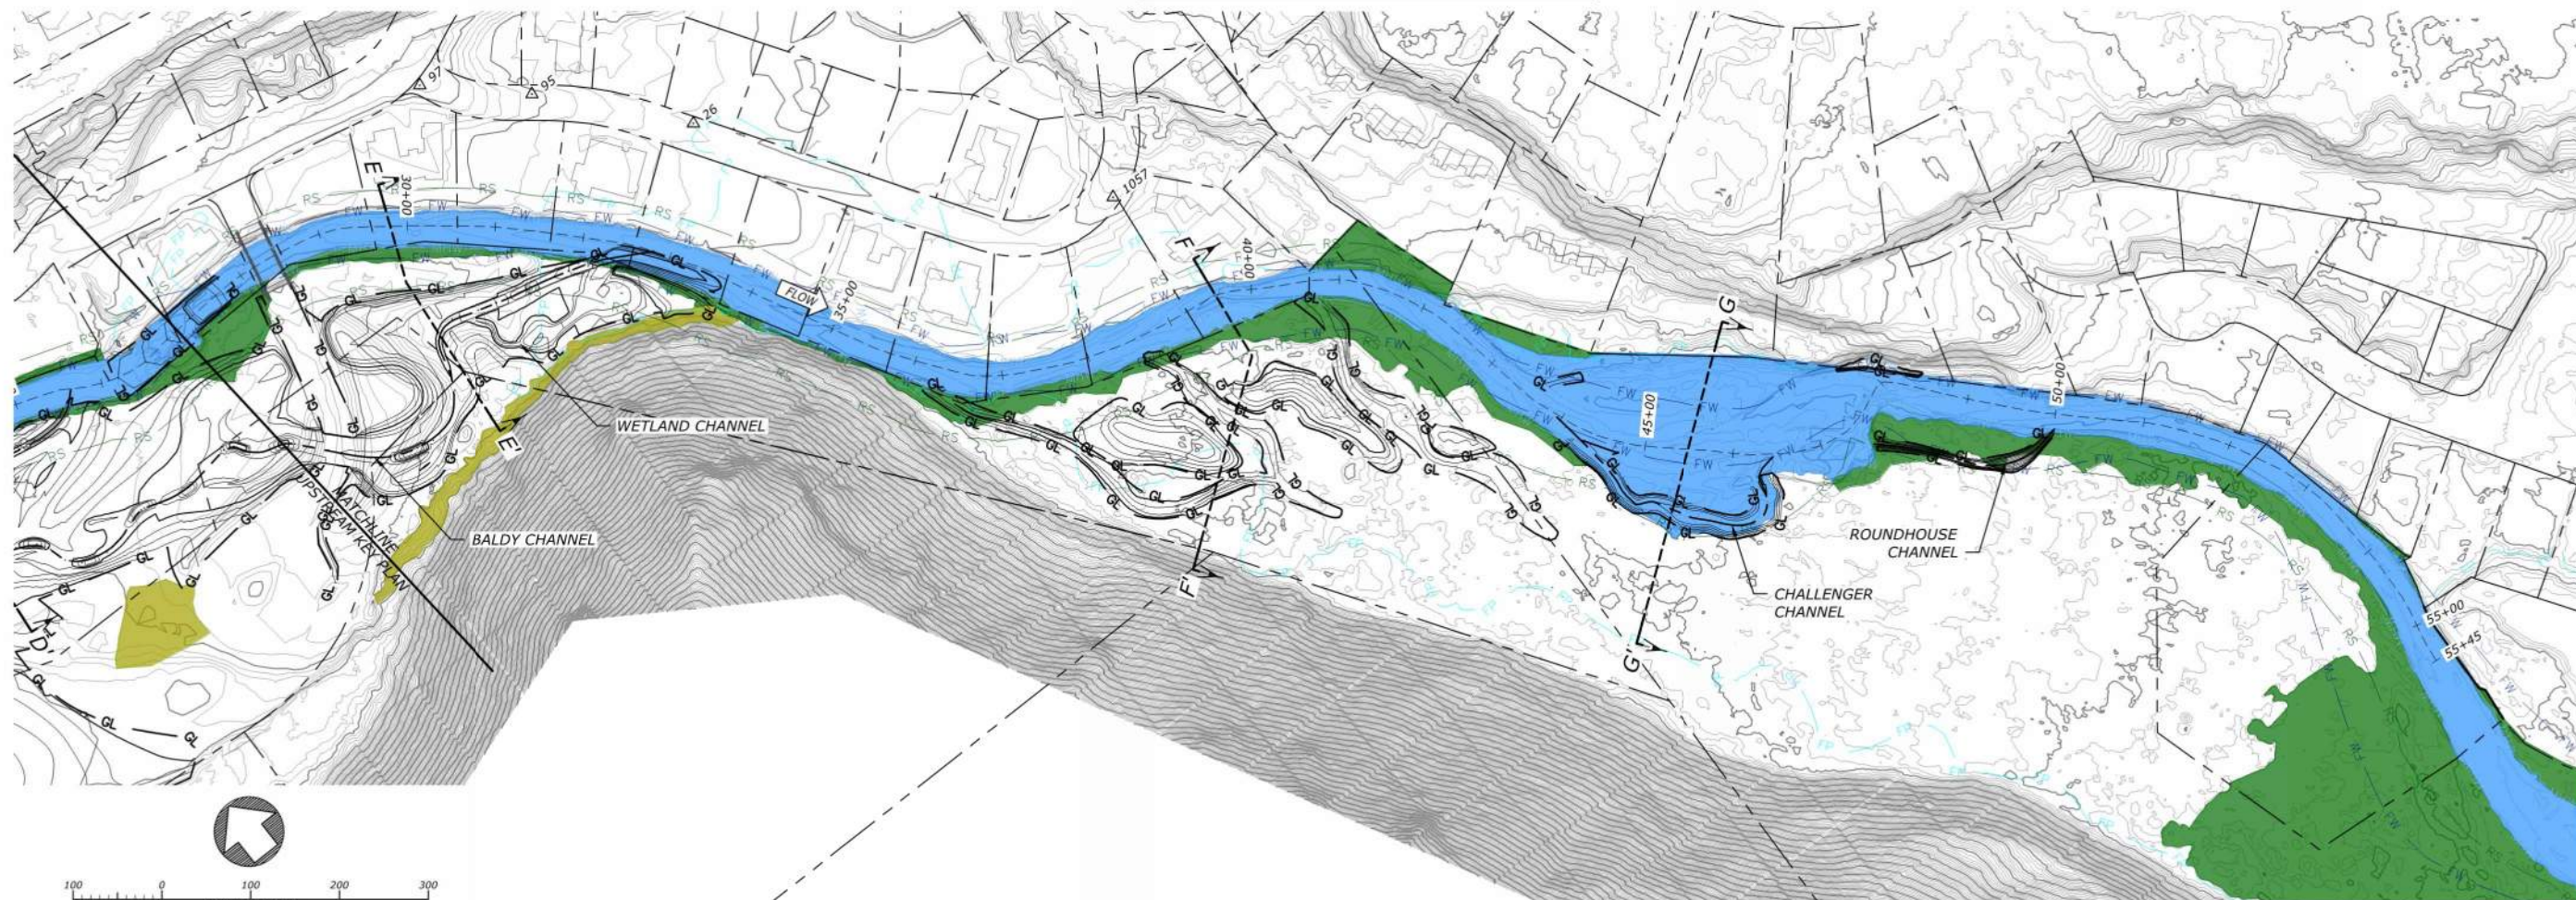 97
95
26
1057
E
30+00
F
40+00
G
FLOW
35+00
45+00
50+00
WETLAND CHANNEL
E'
BALDY CHANNEL
MATCHLINE
UPSTREAM KEY PLAN
ROUNDHOUSE
CHANNEL
CHALLENGER
CHANNEL
F'
G'
D'
55+00
55+45
RS
FW
FP
GL
100 0 100 200 300